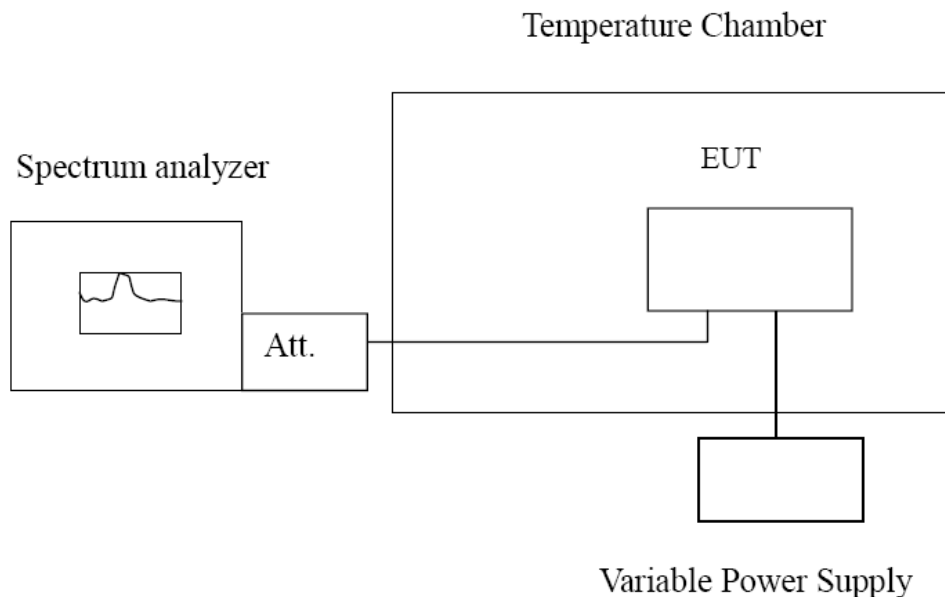 Temperature Chamber
Spectrum analyzer
EUT
Att.
Variable Power Supply